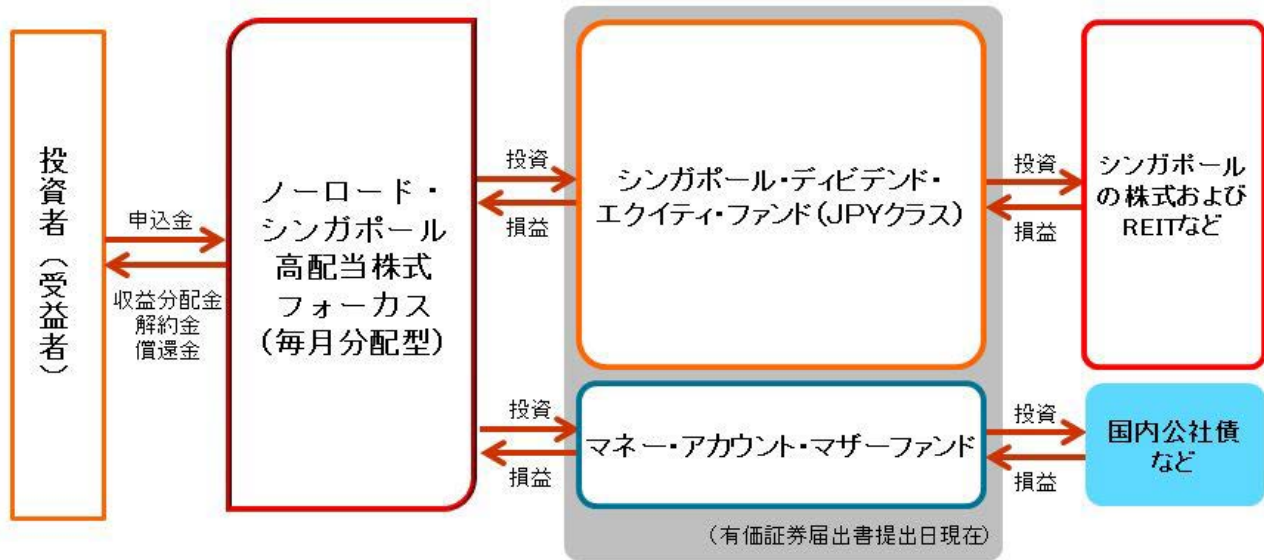 投資者（受益者）
申込金
収益分配金
解約金
償還金
ノーロード・
シンガポール
高配当株式
フォーカス
（毎月分配型）
投資
損益
シンガポール・ディビデンド・
エクイティ・ファンド（JPYクラス）
投資
損益
シンガポール
の株式および
REITなど
投資
損益
マネー・アカウント・マザーファンド
投資
損益
国内公社債
など
（有価証券届出書提出日現在）